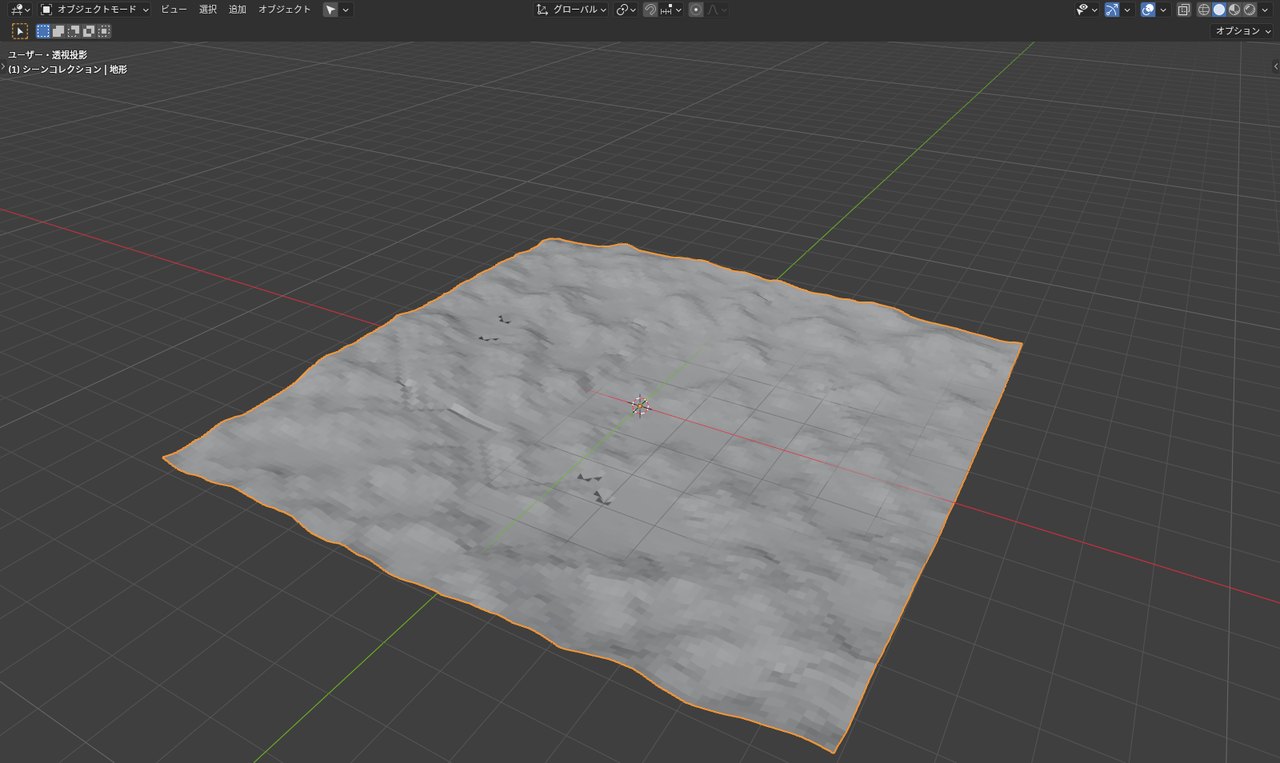 オブジェクトモード ビュー 選択 追加 オブジェクト グローバル
オプション
ユーザー・透視投影
(1) シーンコレクション | 地形